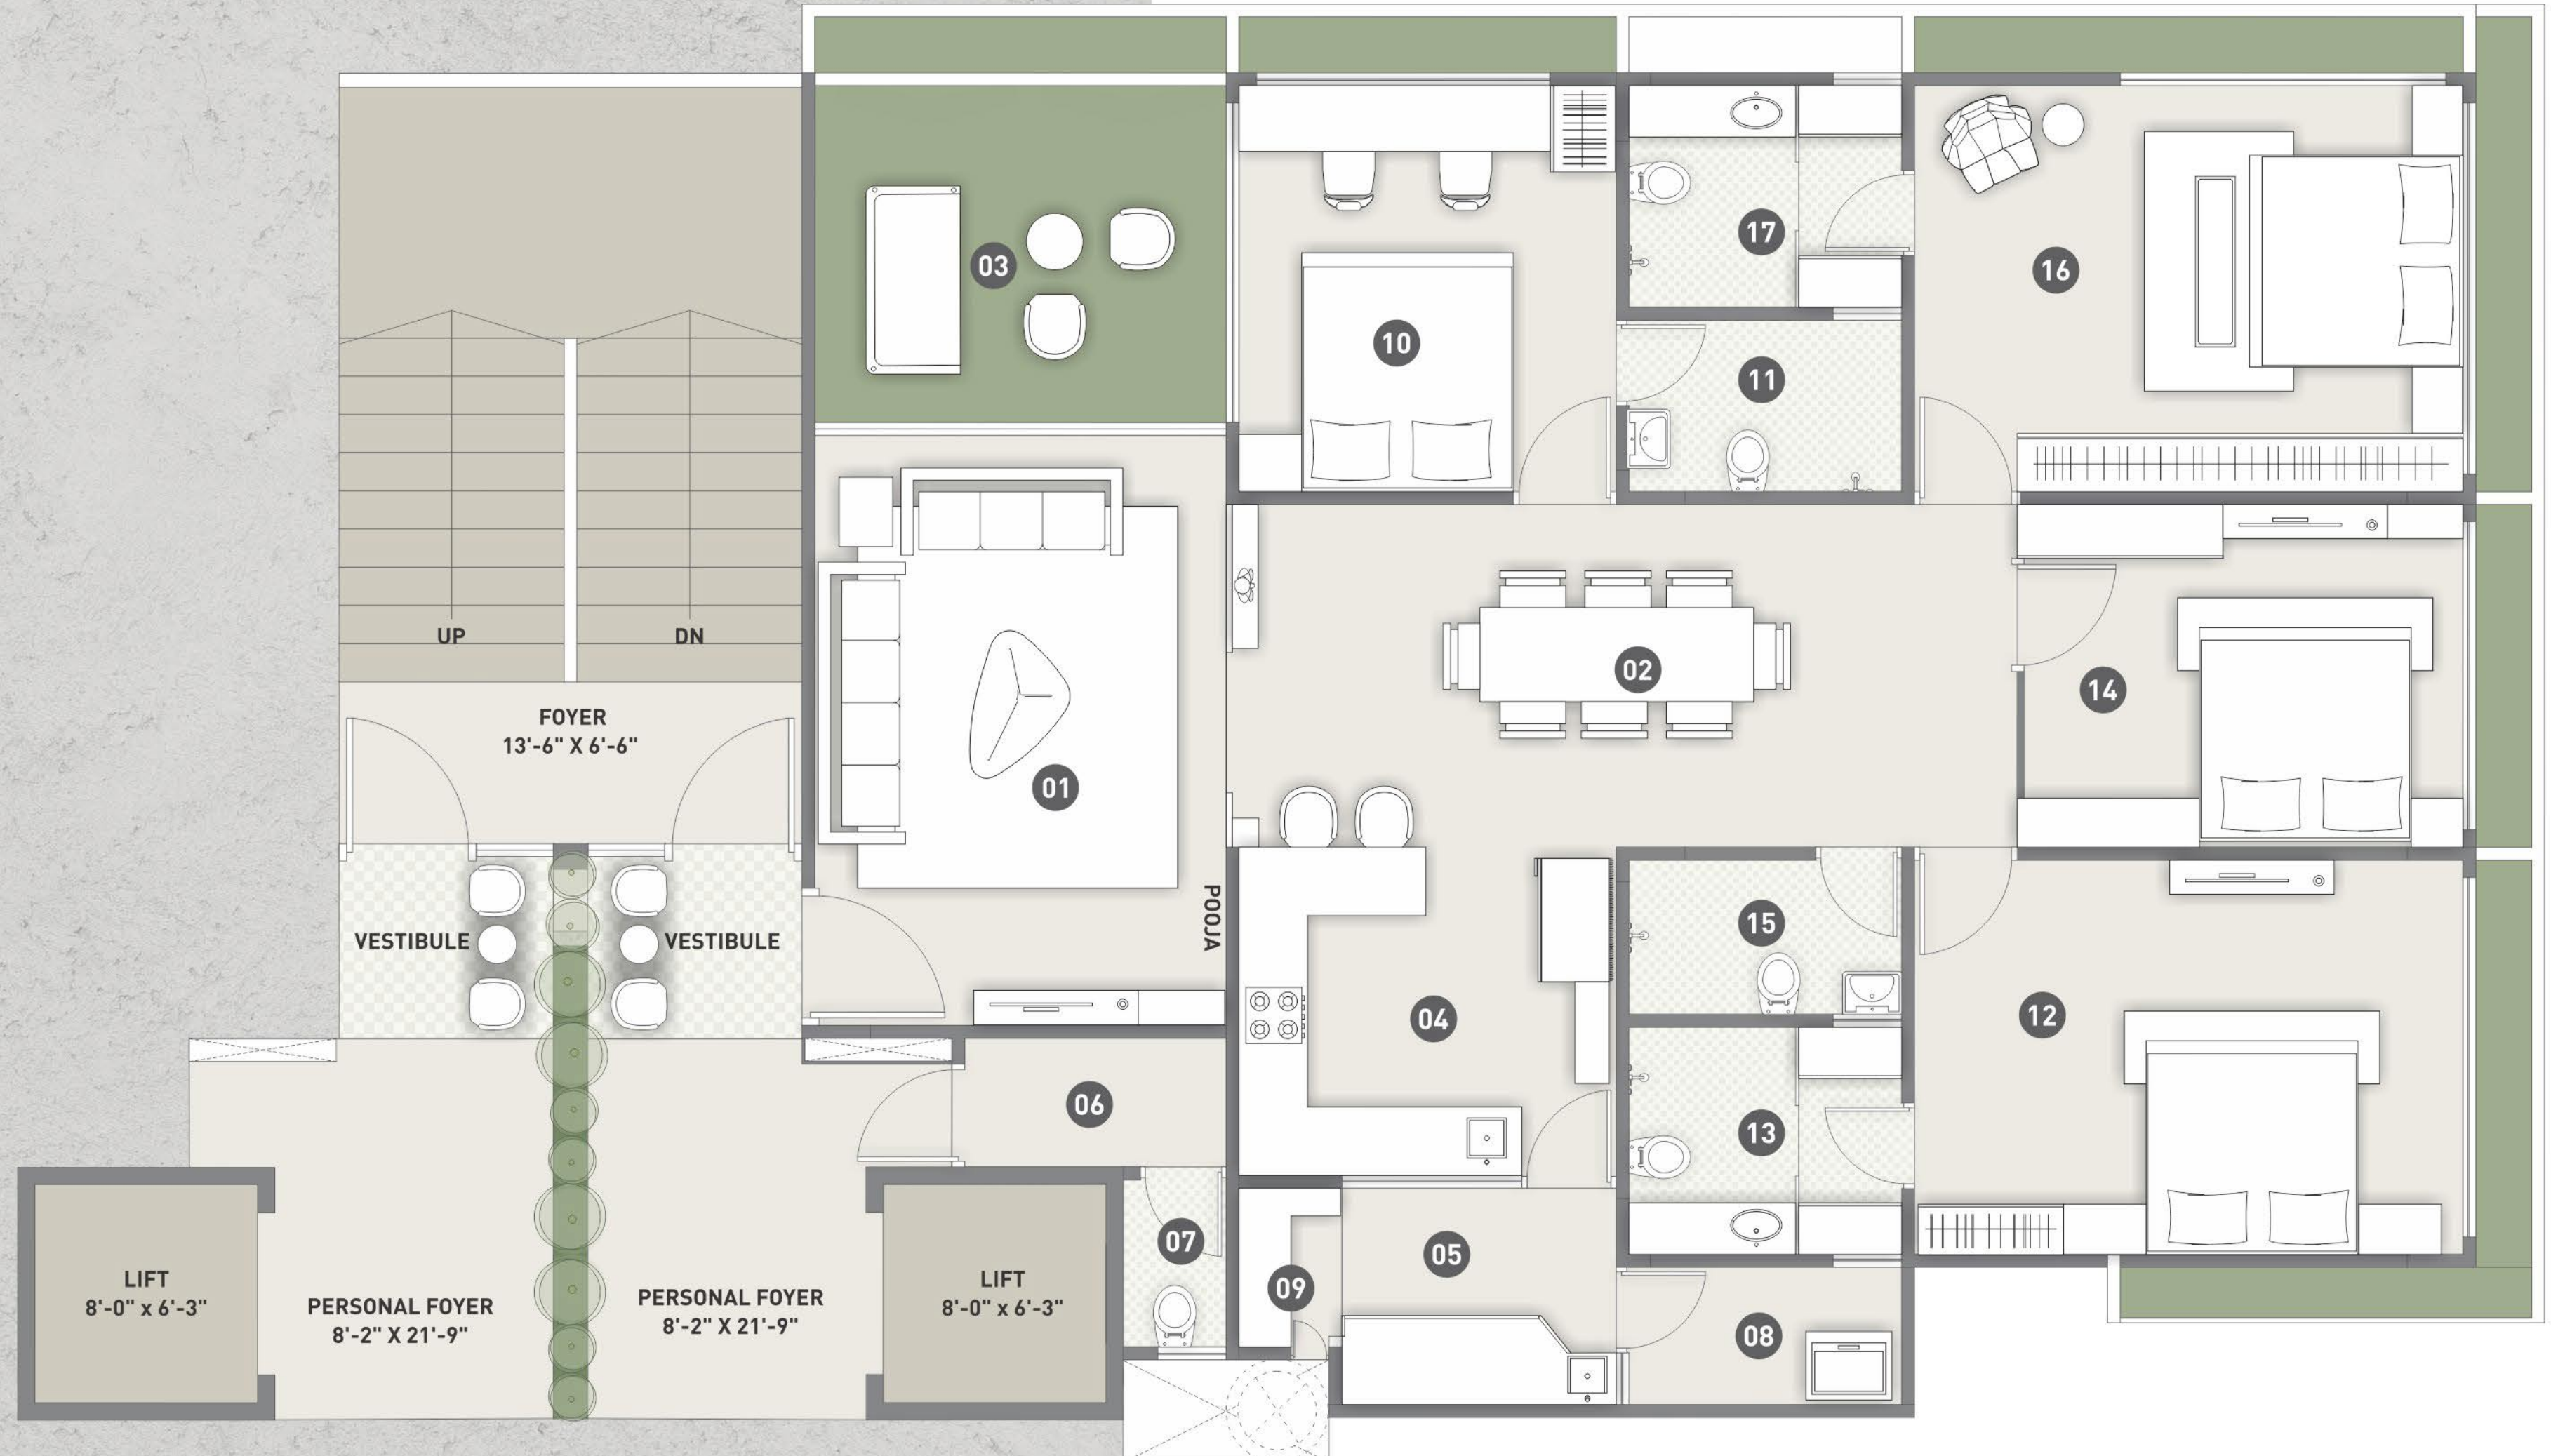 03
10
17
11
16
UP
DN
FOYER
13'-6" X 6'-6"
01
02
14
VESTIBULE
VESTIBULE
POOJA
04
15
12
06
13
07
05
09
08
LIFT
8'-0" x 6'-3"
PERSONAL FOYER
8'-2" X 21'-9"
PERSONAL FOYER
8'-2" X 21'-9"
LIFT
8'-0" x 6'-3"